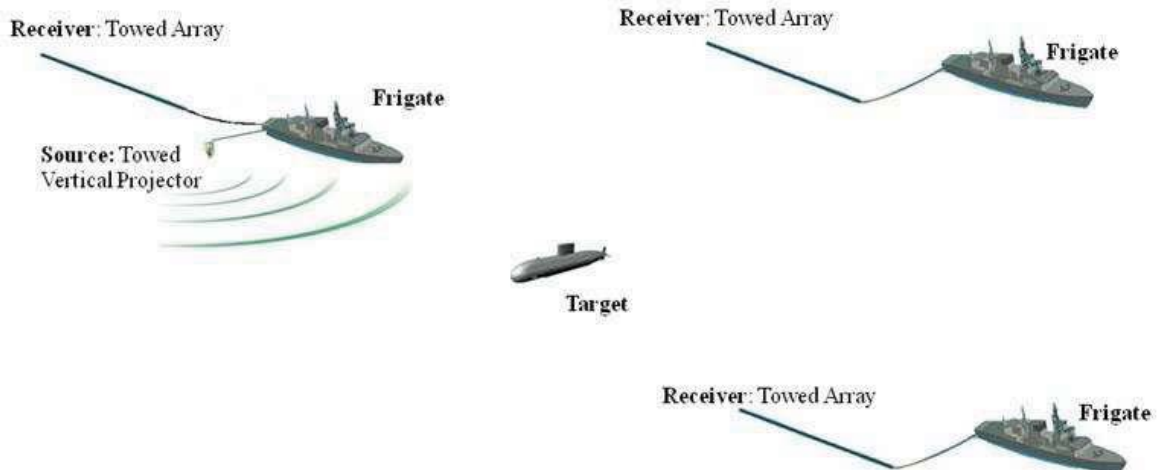 Receiver: Towed Array
Frigate
Source: Towed
Vertical Projector
Receiver: Towed Array
Frigate
Target
Receiver: Towed Array
Frigate